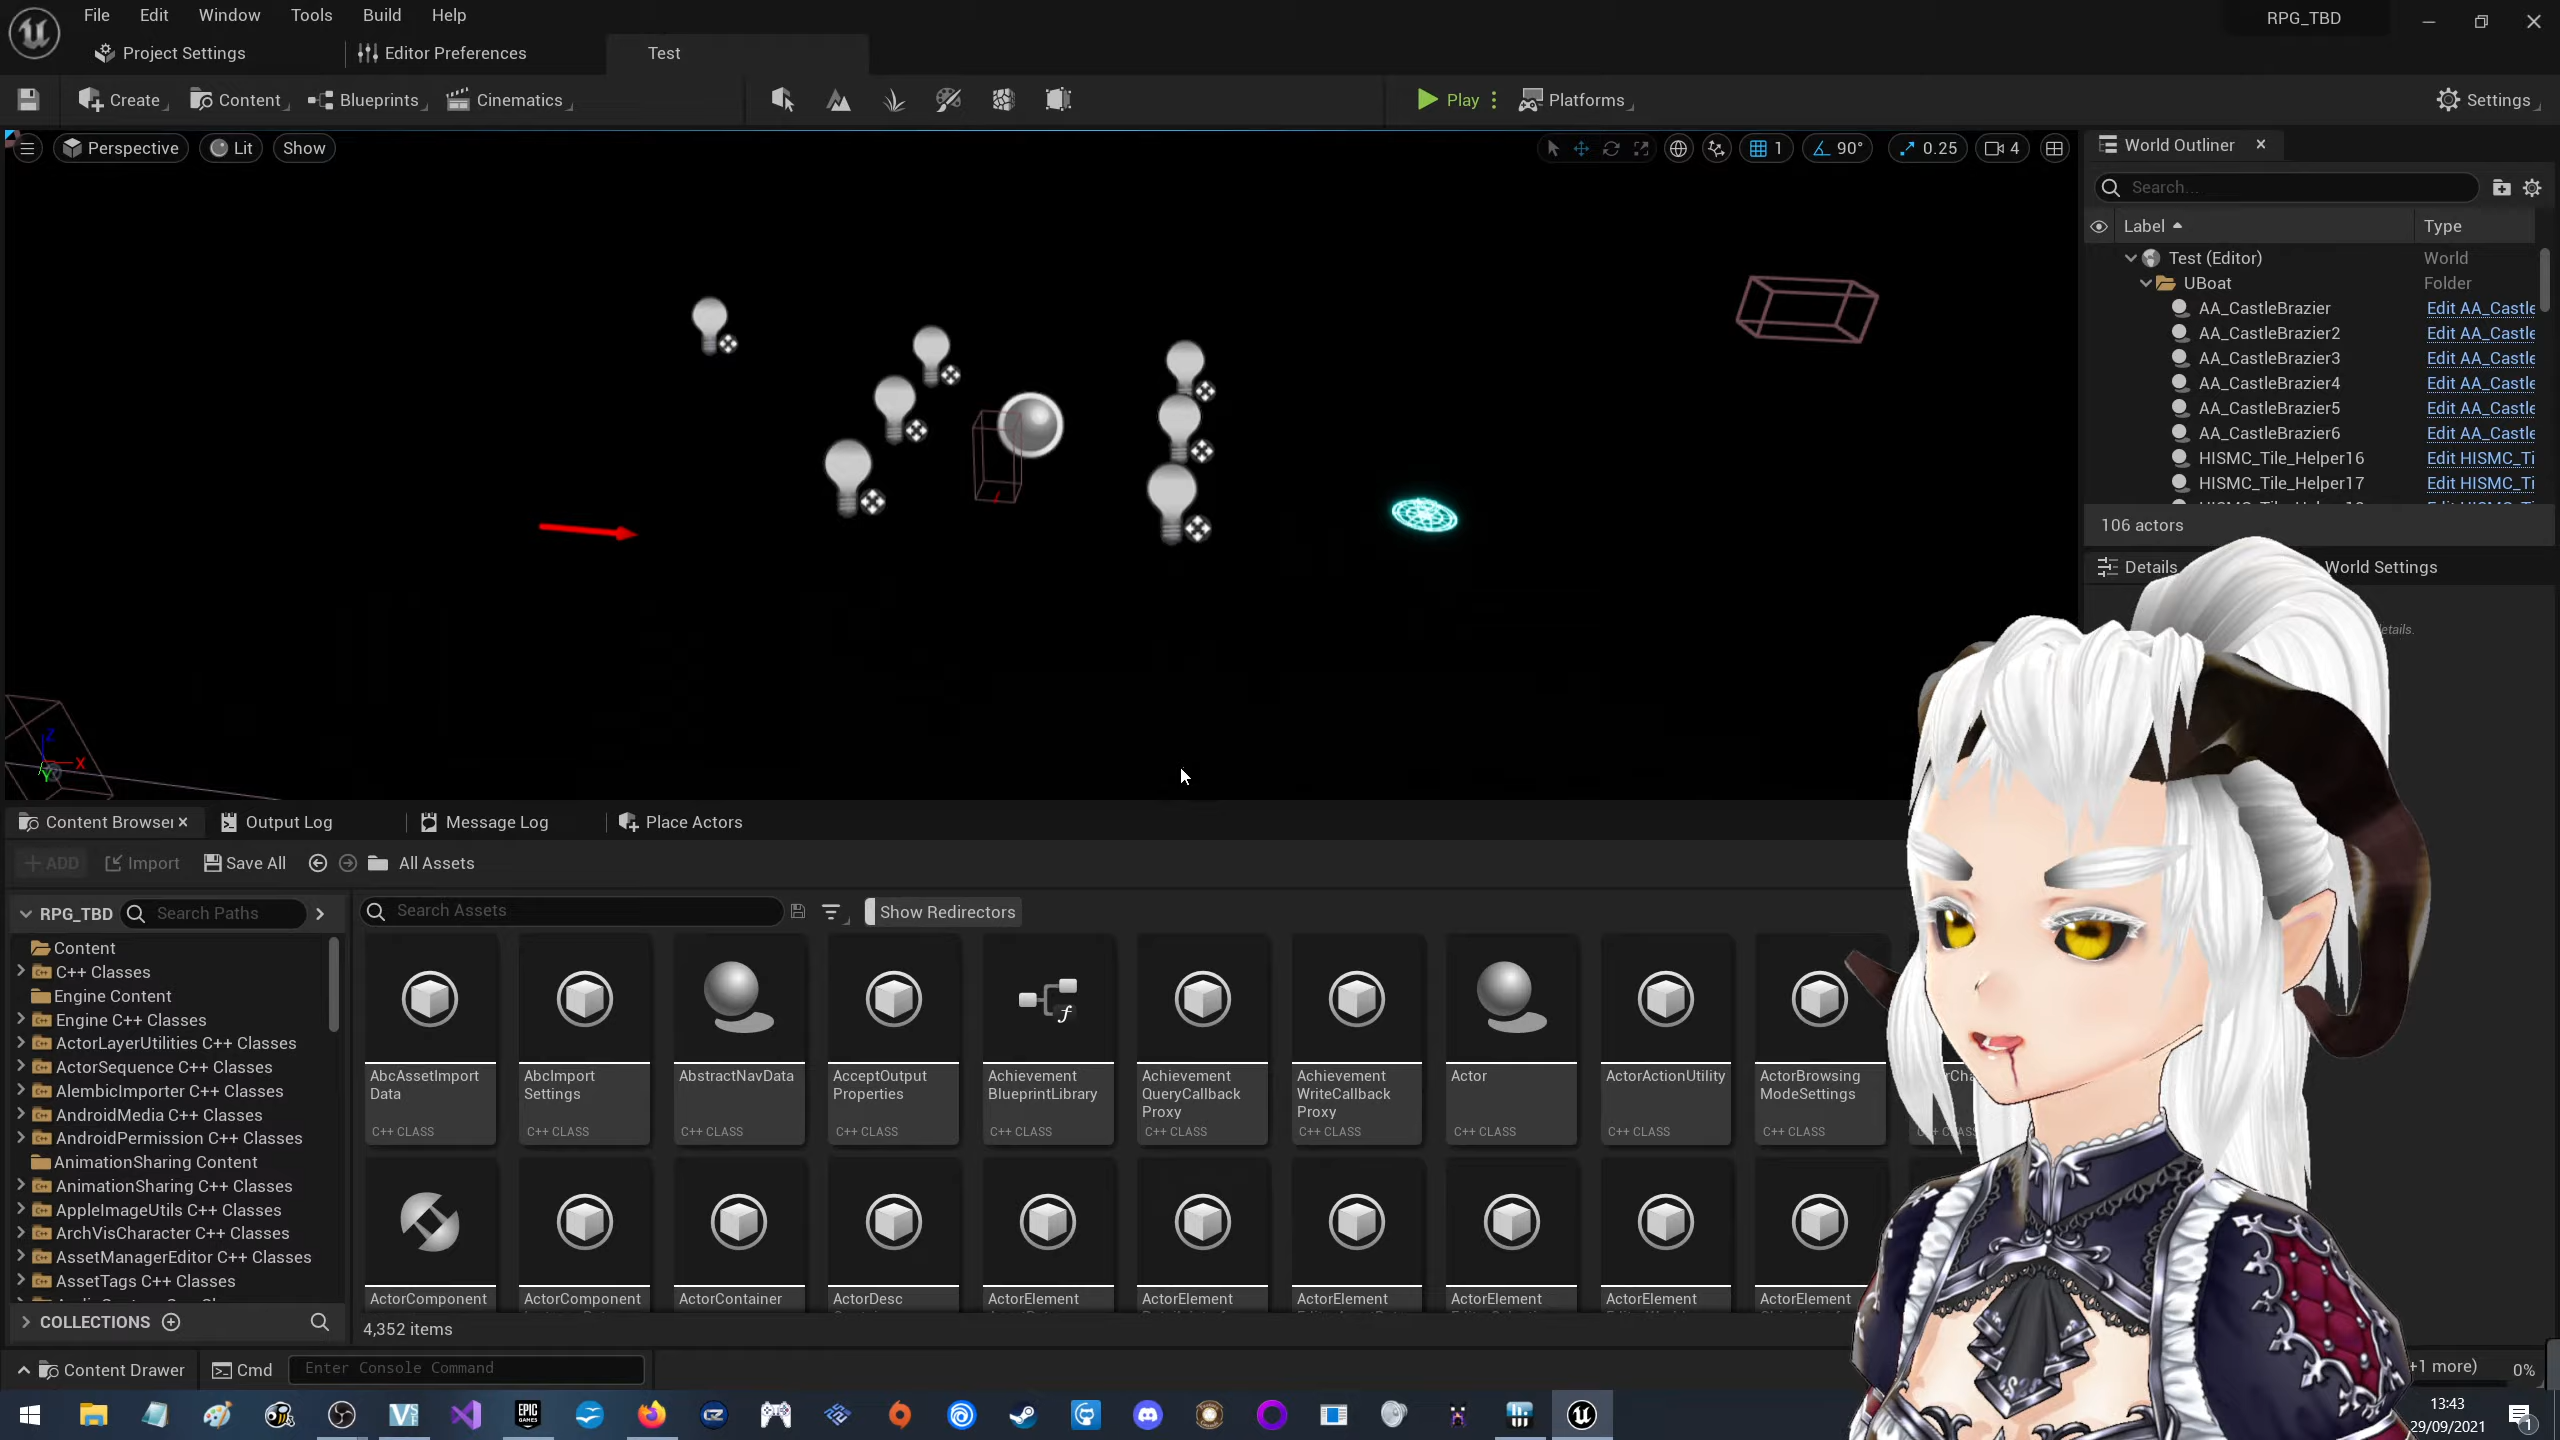 File Edit Window Tools Build Help
RPG_TBD
Project Settings Editor Preferences Test
Create Content Blueprints Cinematics Play Platforms Settings
Perspective Lit Show 1 90° 0.25 4
World Outliner
Search...
Label Type
Test (Editor) World
UBoat Folder
AA_CastleBrazier Edit AA_Castle
AA_CastleBrazier2 Edit AA_Castle
AA_CastleBrazier3 Edit AA_Castle
AA_CastleBrazier4 Edit AA_Castle
AA_CastleBrazier5 Edit AA_Castle
AA_CastleBrazier6 Edit AA_Castle
HISMC_Tile_Helper16 Edit HISMC_Ti
HISMC_Tile_Helper17 Edit HISMC_Ti
106 actors
Details World Settings
details.
Z
X
Y
Content Browser Output Log Message Log Place Actors
ADD Import Save All All Assets
RPG_TBD Search Paths
Search Assets Show Redirectors
Content
C++ Classes
Engine Content
Engine C++ Classes
ActorLayerUtilities C++ Classes
ActorSequence C++ Classes
AlembicImporter C++ Classes
AndroidMedia C++ Classes
AndroidPermission C++ Classes
AnimationSharing Content
AnimationSharing C++ Classes
AppleImageUtils C++ Classes
ArchVisCharacter C++ Classes
AssetManagerEditor C++ Classes
AssetTags C++ Classes
COLLECTIONS
AbcAssetImport
Data
C++ CLASS
AbcImport
Settings
C++ CLASS
AbstractNavData
C++ CLASS
AcceptOutput
Properties
C++ CLASS
Achievement
BlueprintLibrary
C++ CLASS
Achievement
QueryCallback
Proxy
C++ CLASS
Achievement
WriteCallback
Proxy
C++ CLASS
Actor
C++ CLASS
ActorActionUtility
C++ CLASS
ActorBrowsing
ModeSettings
C++ CLASS
ActorComponent
ActorComponent
ActorContainer
ActorDesc
ActorElement
ActorElement
ActorElement
ActorElement
ActorElement
ActorElement
4,352 items
Content Drawer Cmd Enter Console Command
+1 more) 0%
13:43
29/09/2021
1